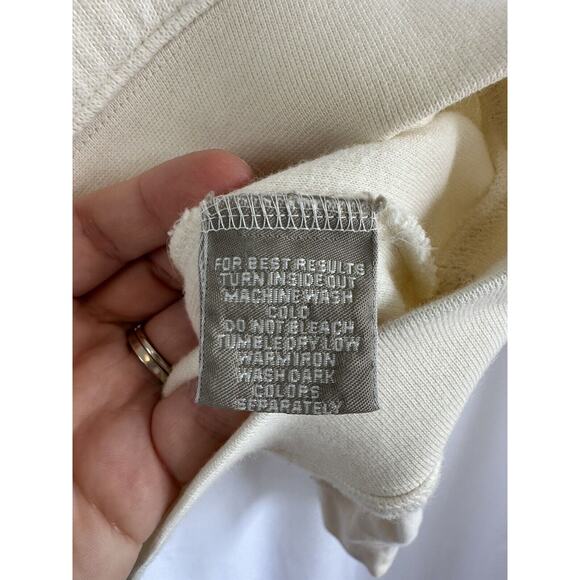 FOR BEST RESULTS
TURN INSIDE OUT
MACHINE WASH
COLD
DO NOT BLEACH
TUMBLE DRY LOW
WARM IRON
WASH DARK
COLORS
SEPARATELY